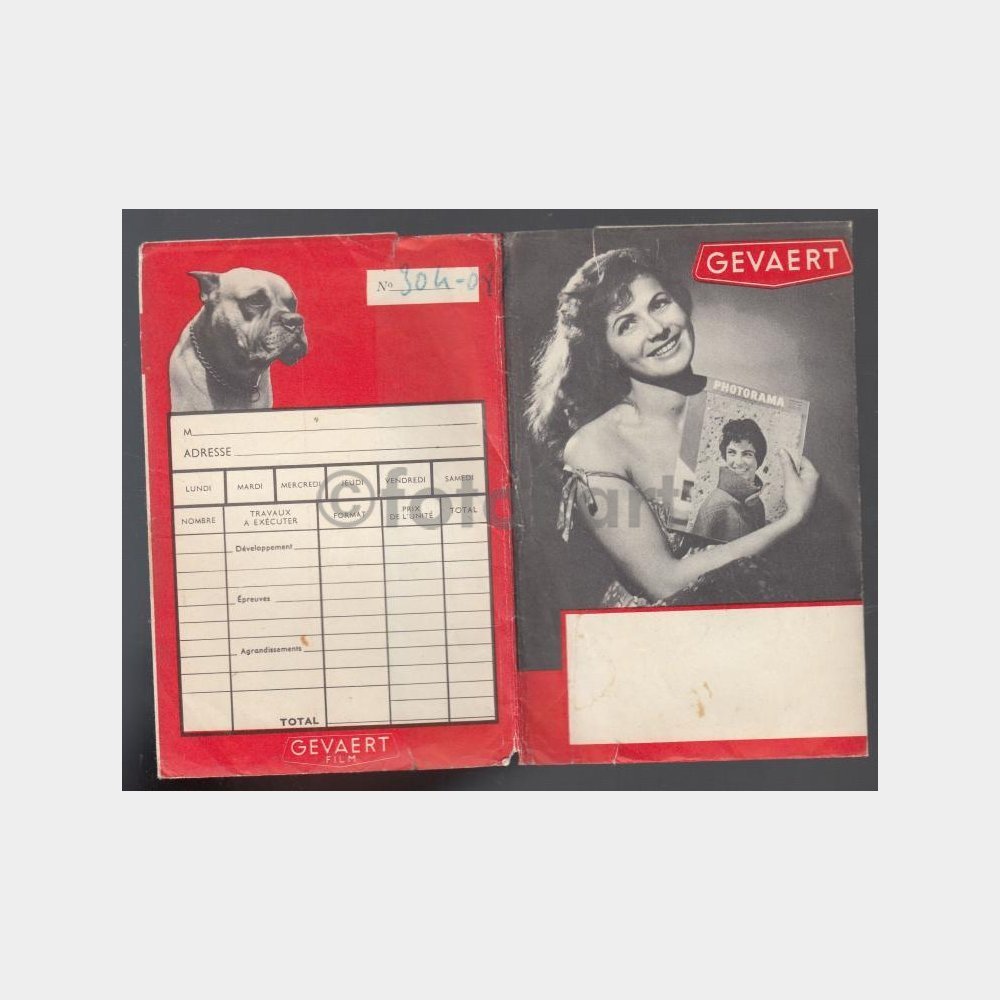 Nº 304-0
M
ADRESSE
LUNDI MARDI MERCREDI JEUDI VENDREDI SAMEDI
NOMBRE TRAVAUX A EXÉCUTER FORMAT PRIX DE L'UNITÉ TOTAL
Développement
Épreuves
Agrandissements
TOTAL
GEVAERT
FILM
GEVAERT
PHOTORAMA